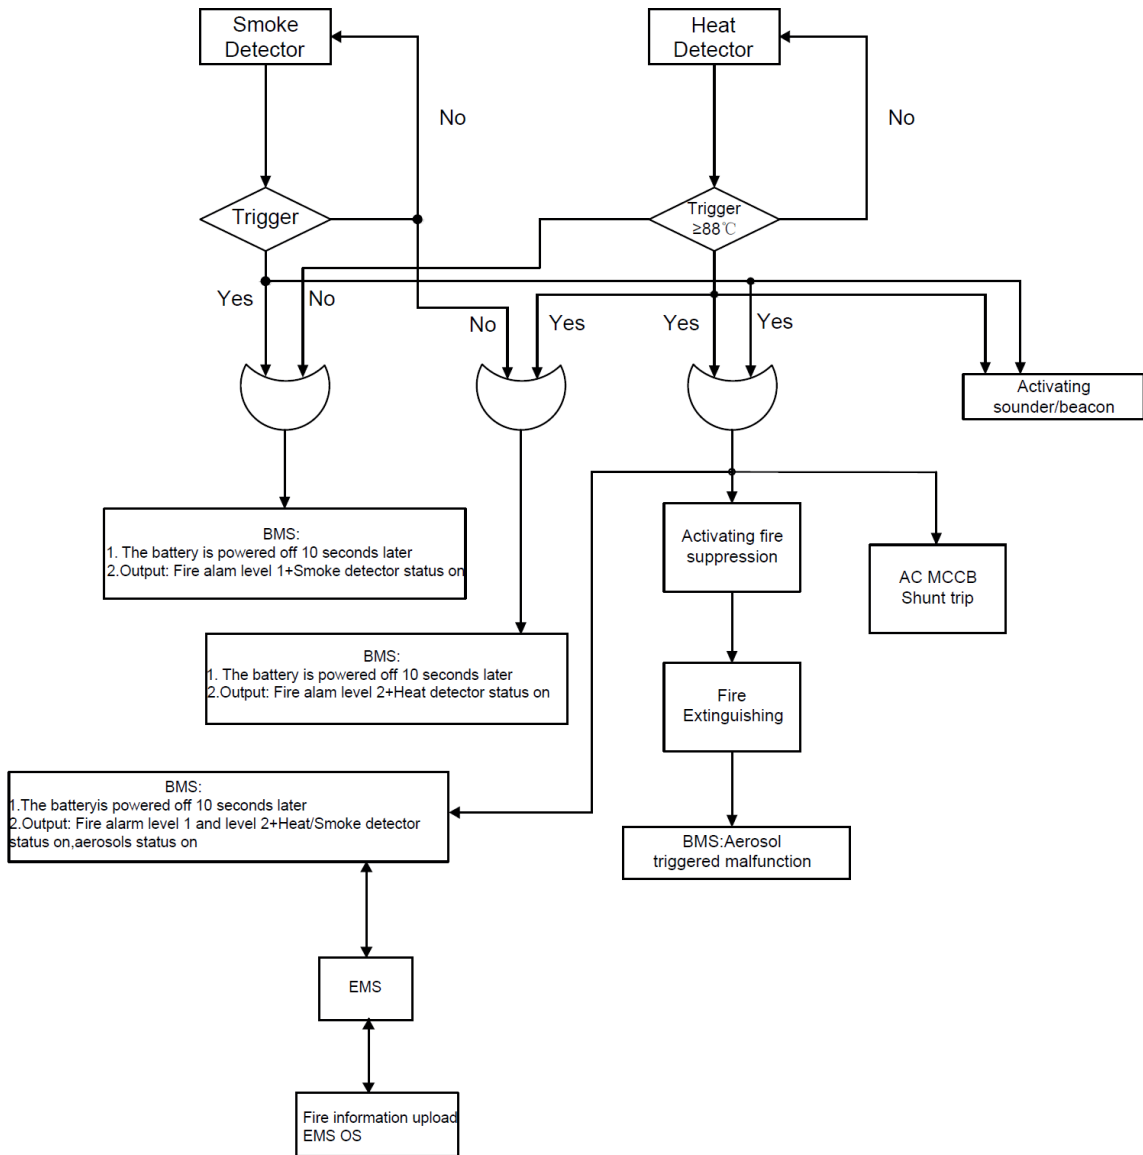 Smoke
Detector
Heat
Detector
No
No
Trigger
Trigger
≥88℃
Yes
No
No
Yes
Yes
Yes
Activating
sounder/beacon
BMS:
1. The battery is powered off 10 seconds later
2.Output: Fire alam level 1+Smoke detector status on
Activating fire
suppression
AC MCCB
Shunt trip
BMS:
1. The battery is powered off 10 seconds later
2.Output: Fire alam level 2+Heat detector status on
Fire
Extinguishing
BMS:
1.The batteryis powered off 10 seconds later
2.Output: Fire alarm level 1 and level 2+Heat/Smoke detector
status on,aerosols status on
BMS:Aerosol
triggered malfunction
EMS
Fire information upload
EMS OS